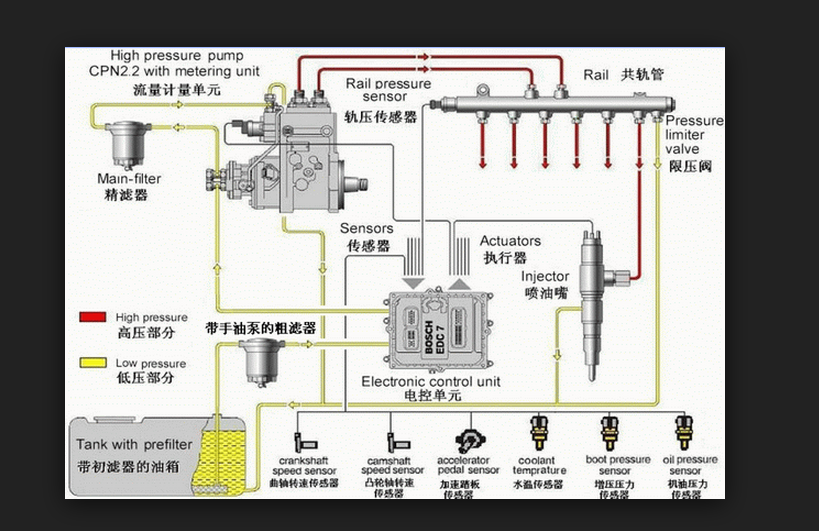 High pressure pump
CPN2.2 with metering unit
流量计量单元
Rail pressure
sensor
轨压传感器
Rail 共轨管
Pressure
limiter
valve
限压阀
Main-filter
精滤器
Sensors
传感器
Actuators
执行器
Injector
喷油嘴
High pressure
高压部分
带手油泵的粗滤器
Low pressure
低压部分
BOSCH
EDC 7
Electronic control unit
电控单元
Tank with prefilter
带初滤器的油箱
crankshaft
speed sensor
曲轴转速传感器
camshaft
speed sensor
凸轮轴转速
传感器
accelerator
pedal sensor
加速踏板
传感器
coolant
temprature
水温传感器
boot pressure
sensor
增压压力
传感器
oil pressure
sensor
机油压力
传感器